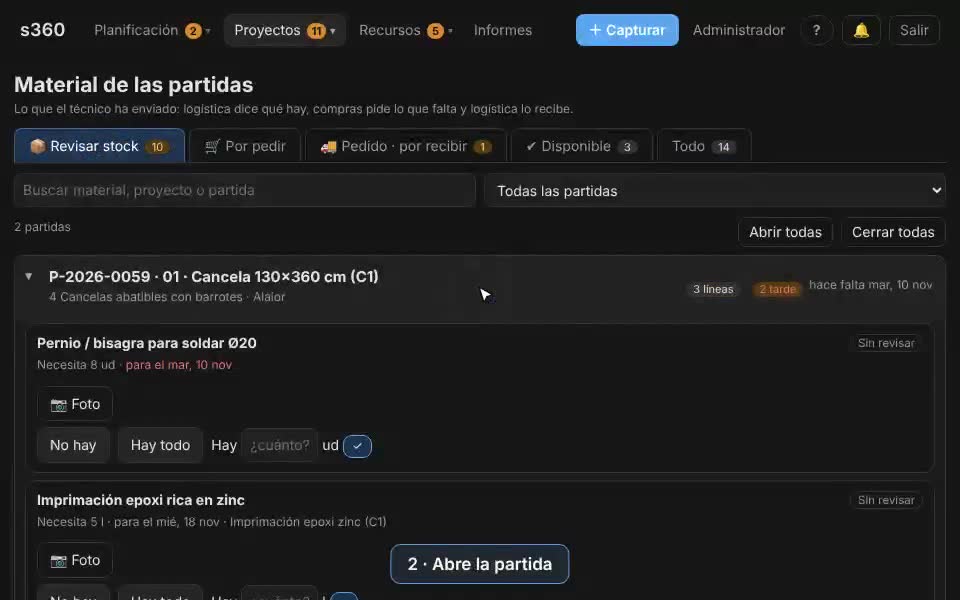 s360 Planificación 2 Proyectos 11 Recursos 5 Informes + Capturar Administrador ? Salir
Material de las partidas
Lo que el técnico ha enviado: logística dice qué hay, compras pide lo que falta y logística lo recibe.
Revisar stock 10 Por pedir Pedido · por recibir 1 ✓ Disponible 3 Todo 14
Buscar material, proyecto o partida Todas las partidas
2 partidas Abrir todas Cerrar todas
P-2026-0059 · 01 · Cancela 130×360 cm (C1)
4 Cancelas abatibles con barrotes · Alaior 3 líneas 2 tarde hace falta mar, 10 nov
Pernio / bisagra para soldar Ø20 Sin revisar
Necesita 8 ud · para el mar, 10 nov
Foto
No hay Hay todo Hay ¿cuánto? ud ✓
Imprimación epoxi rica en zinc Sin revisar
Necesita 5 l · para el mié, 18 nov · Imprimación epoxi zinc (C1)
Foto
2 · Abre la partida
No hay Hay todo Hay ¿cuánto? l